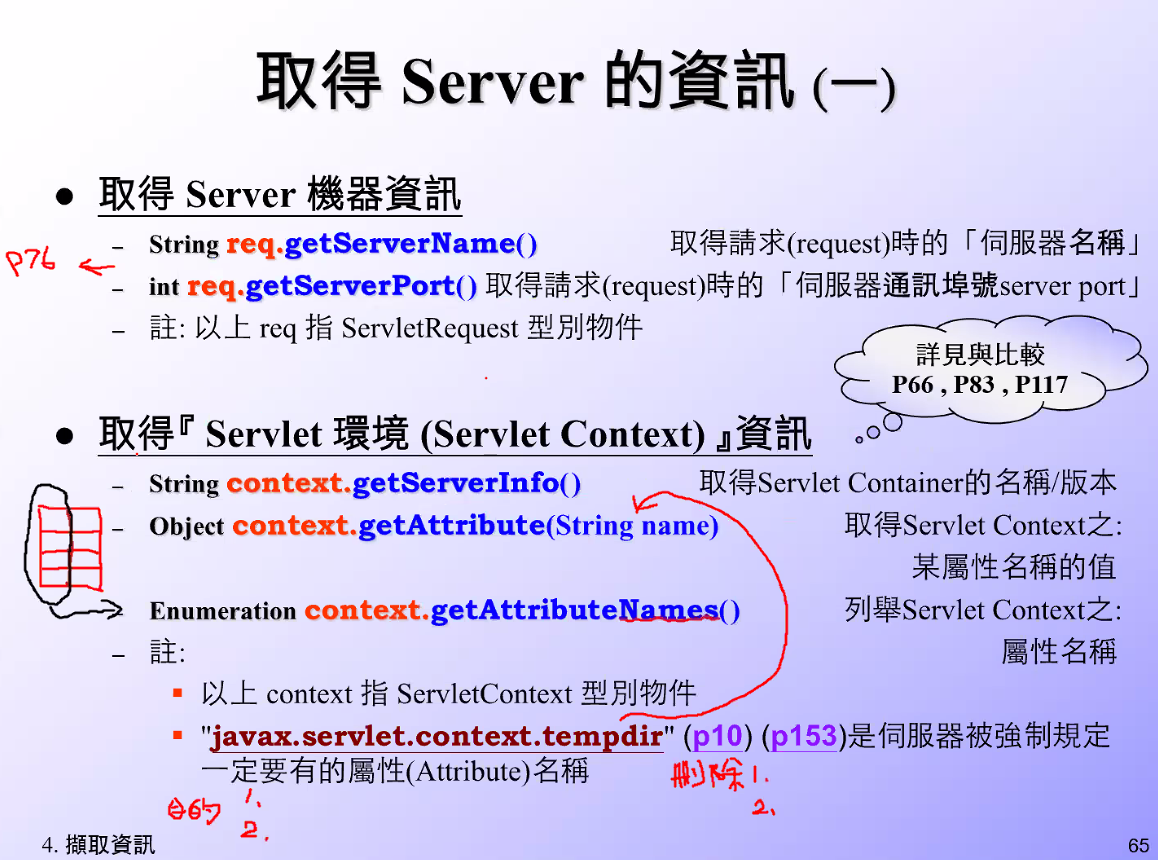 取得 Server 的資訊 (一)
● 取得 Server 機器資訊
– String req.getServerName() 取得請求(request)時的「伺服器名稱」
p76 ←
– int req.getServerPort() 取得請求(request)時的「伺服器通訊埠號server port」
– 註: 以上 req 指 ServletRequest 型別物件
詳見與比較
P66 , P83 , P117
● 取得『 Servlet 環境 (Servlet Context) 』資訊
– String context.getServerInfo() 取得Servlet Container的名稱/版本
– Object context.getAttribute(String name) 取得Servlet Context之:
某屬性名稱的值
– Enumeration context.getAttributeNames() 列舉Servlet Context之:
屬性名稱
– 註:
▪ 以上 context 指 ServletContext 型別物件
▪ "javax.servlet.context.tempdir" (p10) (p153)是伺服器被強制規定
一定要有的屬性(Attribute)名稱
目的 1.
2.
刪除 1.
2.
4. 擷取資訊
65